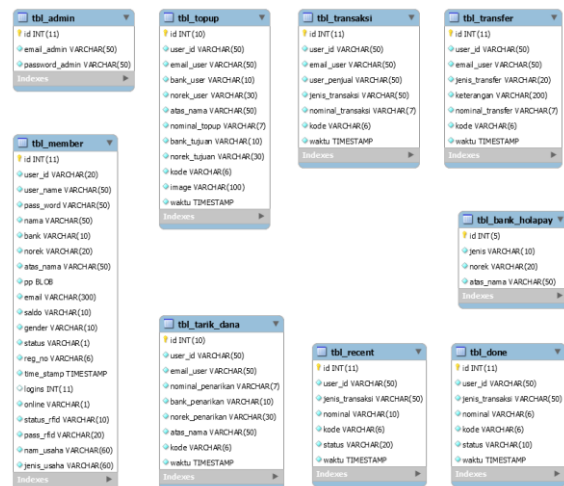 tbl_admin
id INT(11)
email_admin VARCHAR(50)
password_admin VARCHAR(50)
Indexes
tbl_topup
id INT(10)
user_id VARCHAR(50)
email_user VARCHAR(50)
bank_user VARCHAR(10)
norek_user VARCHAR(30)
atas_nama VARCHAR(50)
nominal_topup VARCHAR(7)
bank_tujuan VARCHAR(10)
norek_tujuan VARCHAR(30)
kode VARCHAR(6)
image VARCHAR(100)
waktu TIMESTAMP
Indexes
tbl_transaksi
id INT(11)
user_id VARCHAR(50)
email_user VARCHAR(50)
user_penjual VARCHAR(50)
jenis_transaksi VARCHAR(50)
nominal_transaksi VARCHAR(7)
kode VARCHAR(6)
waktu TIMESTAMP
Indexes
tbl_transfer
id INT(11)
user_id VARCHAR(50)
email_user VARCHAR(50)
jenis_transfer VARCHAR(20)
keterangan VARCHAR(200)
nominal_transfer VARCHAR(7)
kode VARCHAR(6)
waktu TIMESTAMP
Indexes
tbl_member
id INT(11)
user_id VARCHAR(20)
user_name VARCHAR(50)
pass_word VARCHAR(50)
nama VARCHAR(50)
bank VARCHAR(10)
norek VARCHAR(20)
atas_nama VARCHAR(50)
pp BLOB
email VARCHAR(300)
saldo VARCHAR(10)
gender VARCHAR(10)
status VARCHAR(1)
reg_no VARCHAR(6)
time_stamp TIMESTAMP
logins INT(11)
online VARCHAR(1)
status_rfid VARCHAR(10)
pass_rfid VARCHAR(20)
nam_usaha VARCHAR(60)
jenis_usaha VARCHAR(60)
Indexes
tbl_bank_holapay
id INT(5)
jenis VARCHAR(10)
norek VARCHAR(20)
atas_nama VARCHAR(50)
Indexes
tbl_tarik_dana
id INT(10)
user_id VARCHAR(50)
email_user VARCHAR(50)
nominal_penarikan VARCHAR(7)
bank_penarikan VARCHAR(10)
norek_penarikan VARCHAR(30)
atas_nama VARCHAR(50)
kode VARCHAR(6)
waktu TIMESTAMP
Indexes
tbl_recent
id INT(11)
user_id VARCHAR(50)
jenis_transaksi VARCHAR(50)
nominal VARCHAR(10)
kode VARCHAR(6)
status VARCHAR(20)
waktu TIMESTAMP
Indexes
tbl_done
id INT(11)
user_id VARCHAR(50)
jenis_transaksi VARCHAR(50)
nominal VARCHAR(6)
kode VARCHAR(6)
status VARCHAR(10)
waktu TIMESTAMP
Indexes